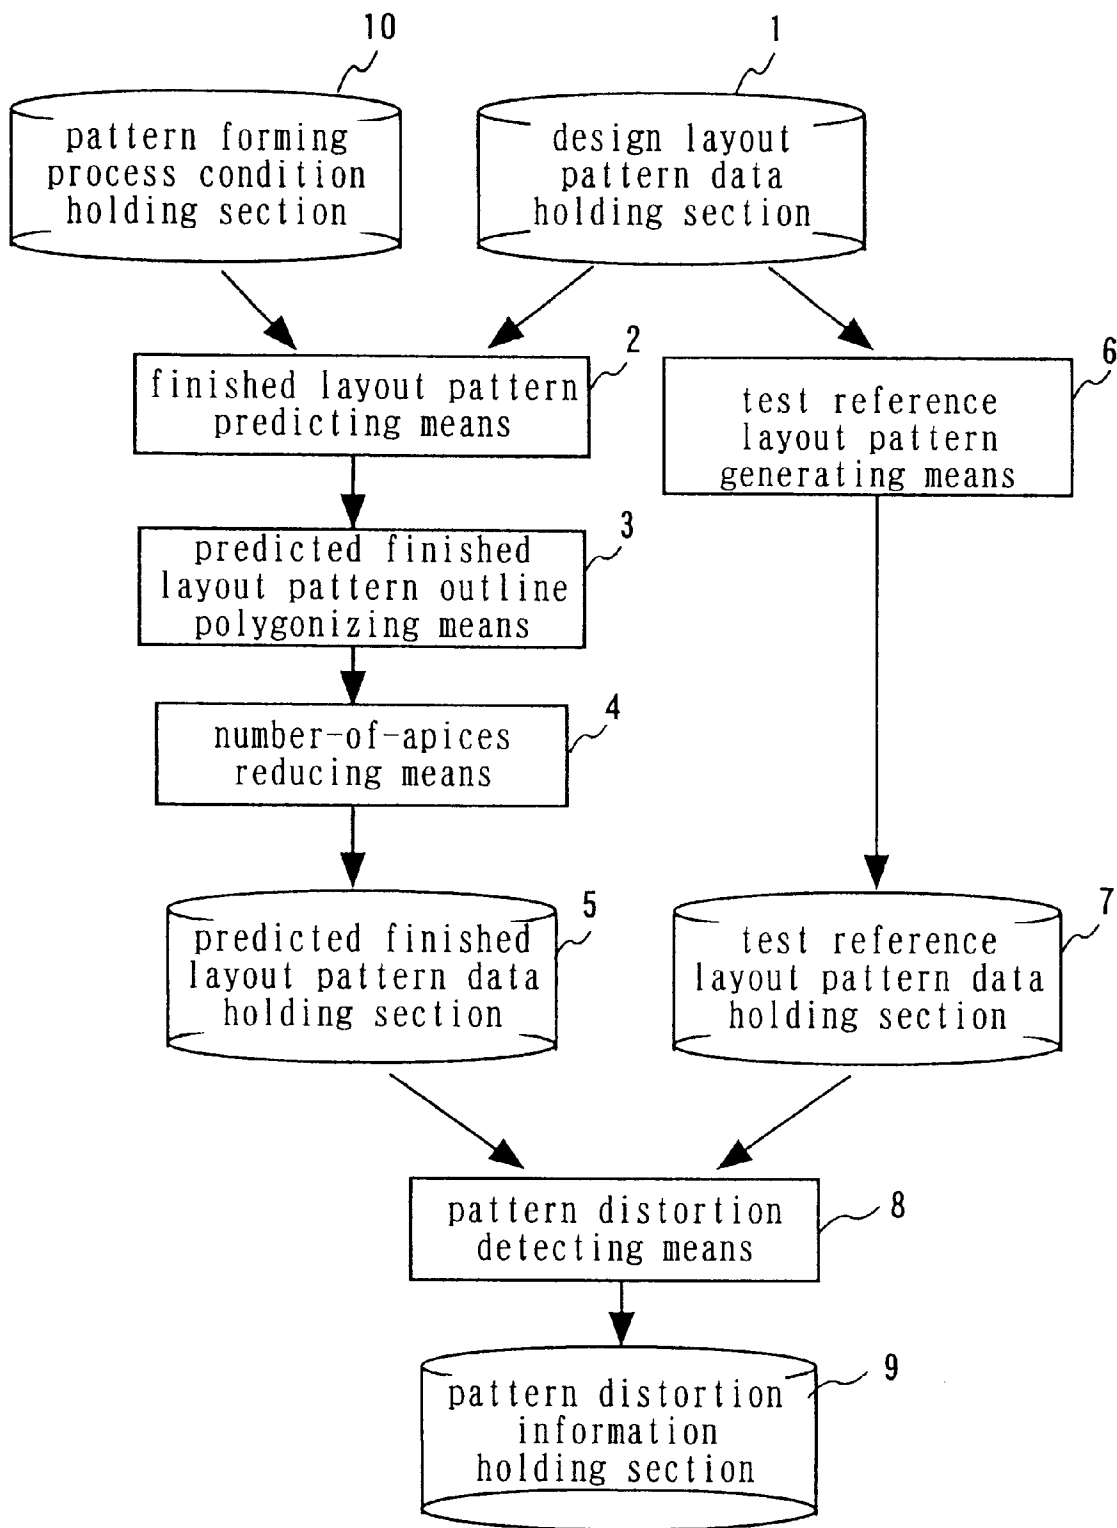 10
1
pattern forming
process condition
holding section
design layout
pattern data
holding section
2
finished layout pattern
predicting means
6
test reference
layout pattern
generating means
3
predicted finished
layout pattern outline
polygonizing means
4
number-of-apices
reducing means
5
predicted finished
layout pattern data
holding section
7
test reference
layout pattern data
holding section
8
pattern distortion
detecting means
9
pattern distortion
information
holding section